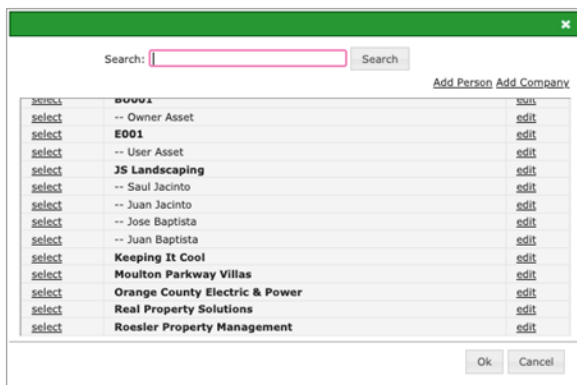 Search: Search
Add Person Add Company
select B0001 edit
select -- Owner Asset edit
select E001 edit
select -- User Asset edit
select JS Landscaping edit
select -- Saul Jacinto edit
select -- Juan Jacinto edit
select -- Jose Baptista edit
select -- Juan Baptista edit
select Keeping It Cool edit
select Moulton Parkway Villas edit
select Orange County Electric & Power edit
select Real Property Solutions edit
select Roesler Property Management edit
Ok Cancel